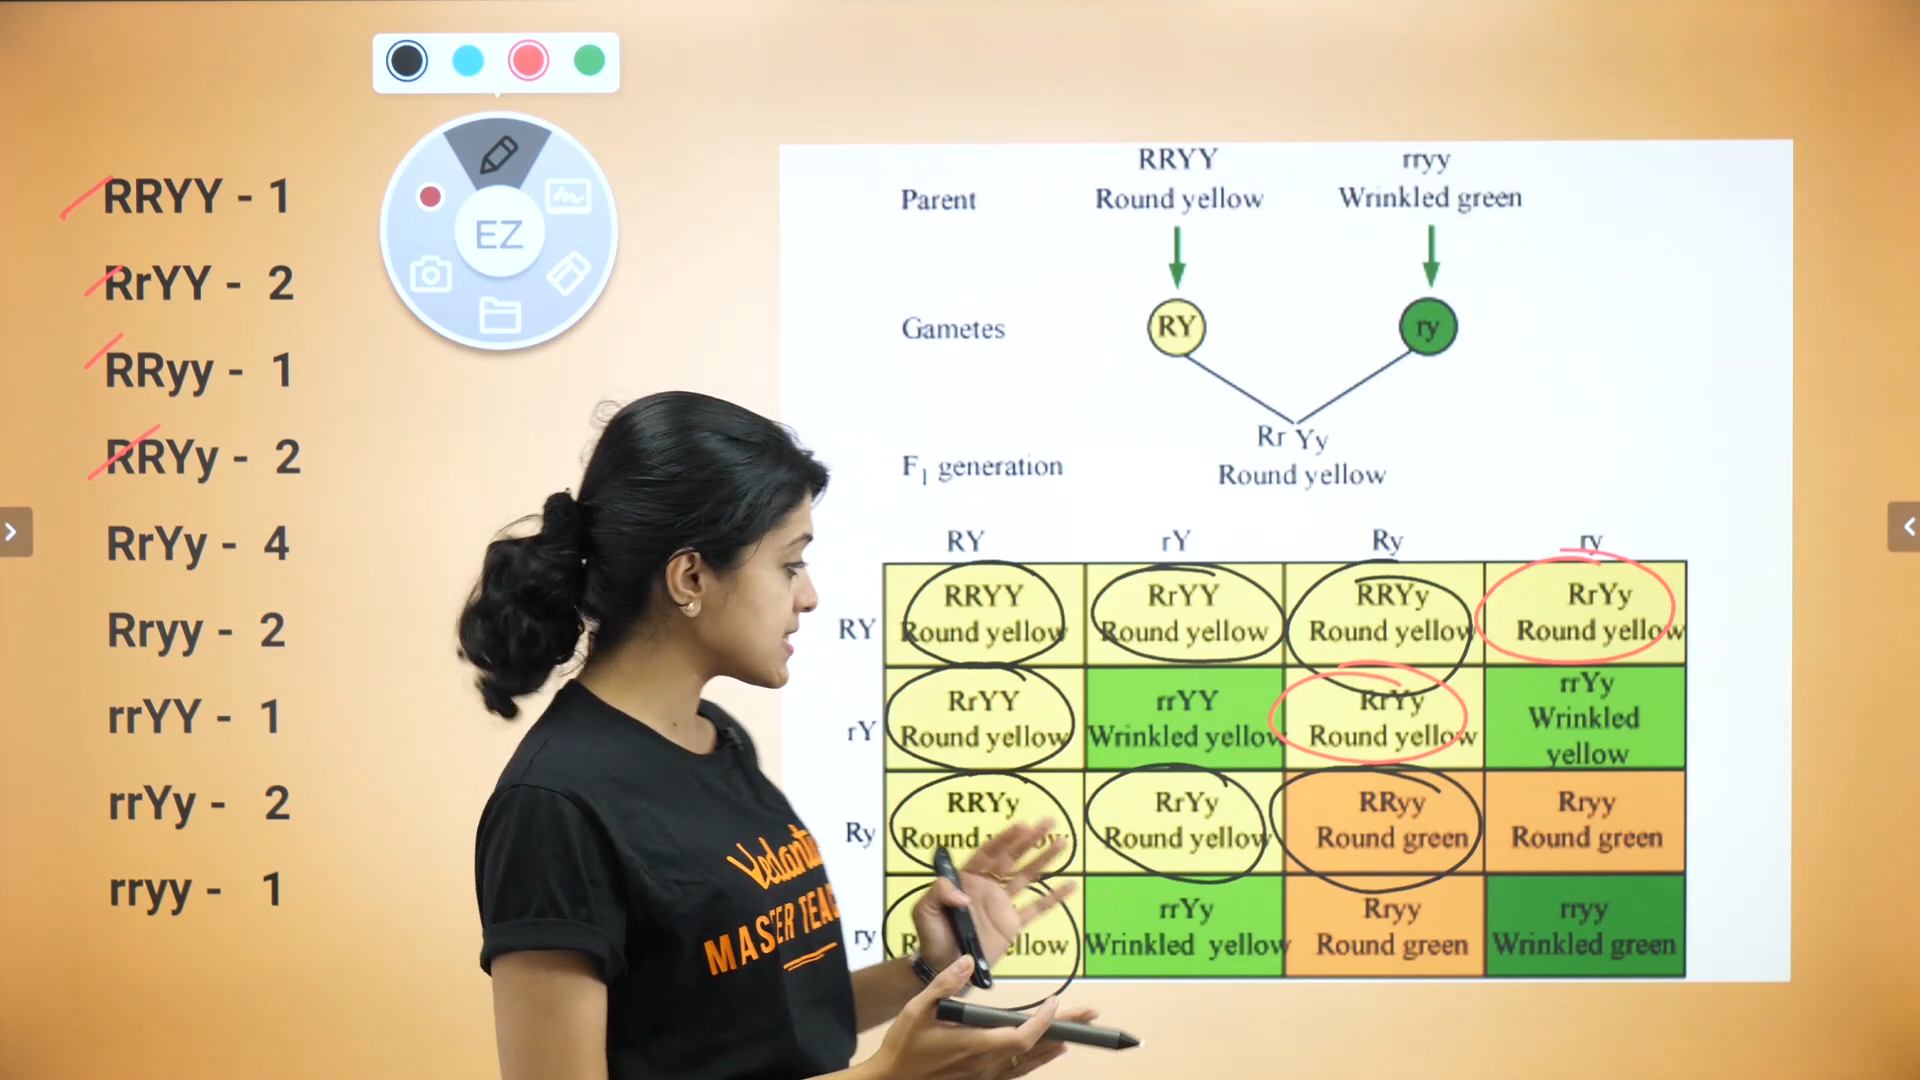 RRYY - 1
RrYY - 2
RRyy - 1
RRYy - 2
RrYy - 4
Rryy - 2
rrYY - 1
rrYy - 2
rryy - 1
EZ
RRYY rryy
Parent Round yellow Wrinkled green
Gametes RY ry
Rr Yy
F1 generation Round yellow
RY rY Ry ry
RY
RRYY
Round yellow
RrYY
Round yellow
RRYy
Round yellow
RrYy
Round yellow
rY
RrYY
Round yellow
rrYY
Wrinkled yellow
RrYy
Round yellow
rrYy
Wrinkled
yellow
Ry
RRYy
Round
RrYy
Round yellow
RRyy
Round green
Rryy
Round green
ry
rrYy
Wrinkled yellow
Rryy
Round green
rryy
Wrinkled green
MASTER